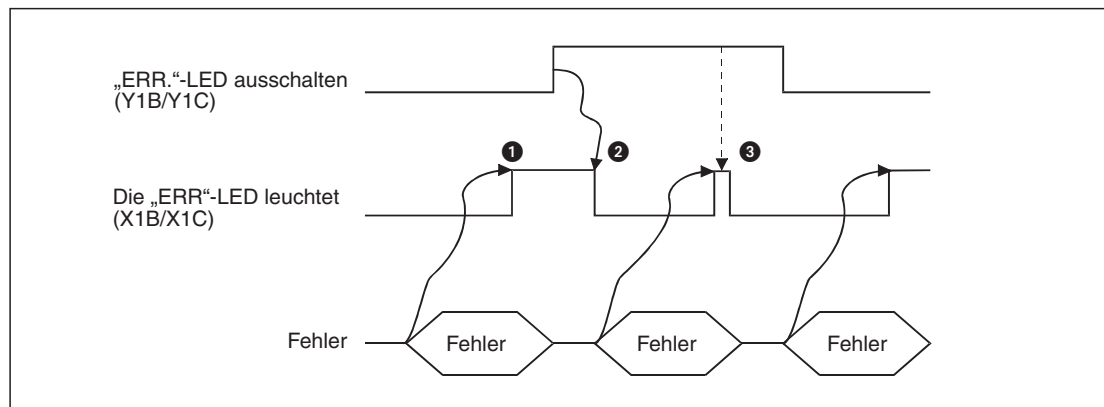 „ERR.“-LED ausschalten
(Y1B/Y1C)
❶
❷
❸
Die „ERR“-LED leuchtet
(X1B/X1C)
Fehler
Fehler
Fehler
Fehler